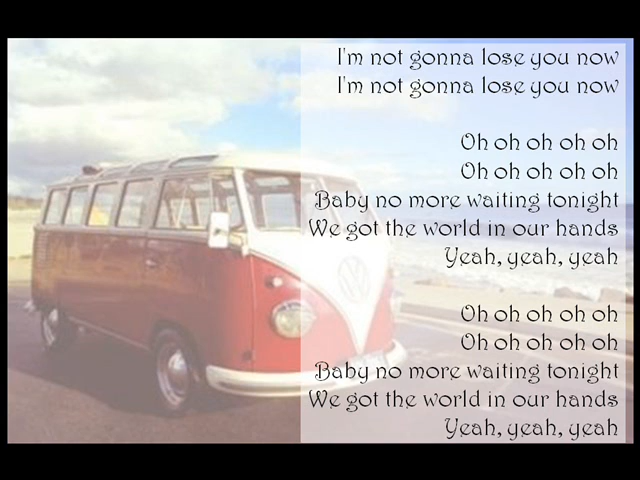 I'm not gonna lose you now
I'm not gonna lose you now
Oh oh oh oh oh
Oh oh oh oh oh
Baby no more waiting tonight
We got the world in our hands
Yeah, yeah, yeah
Oh oh oh oh oh
Oh oh oh oh oh
Baby no more waiting tonight
We got the world in our hands
Yeah, yeah, yeah